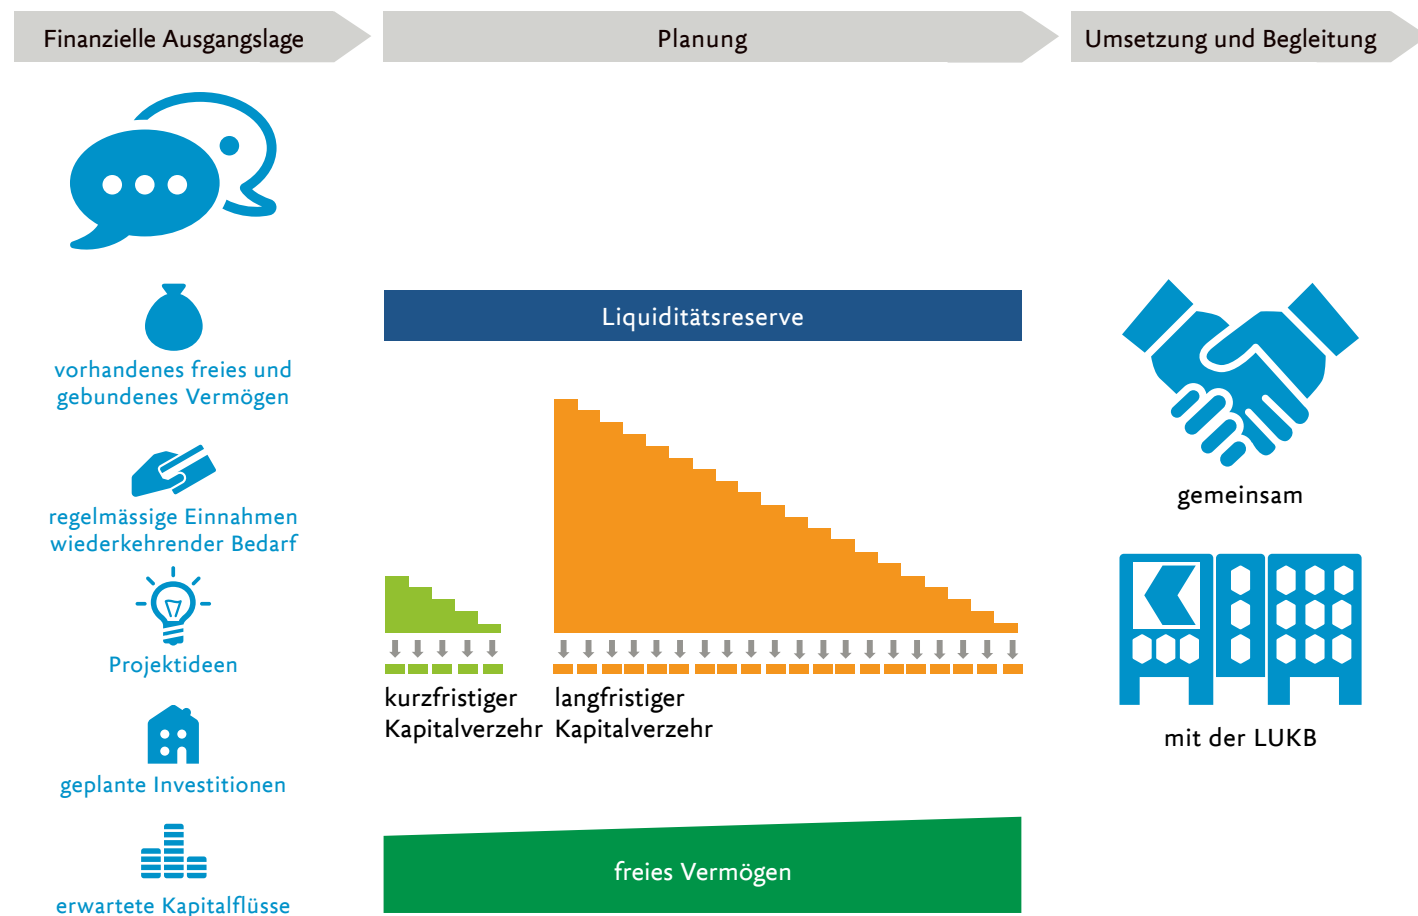 Finanzielle Ausgangslage
Planung
Umsetzung und Begleitung
vorhandenes freies und
gebundenes Vermögen
regelmässige Einnahmen
wiederkehrender Bedarf
Projektideen
geplante Investitionen
erwartete Kapitalflüsse
Liquiditätsreserve
kurzfristiger
Kapitalverzehr
langfristiger
Kapitalverzehr
freies Vermögen
gemeinsam
mit der LUKB